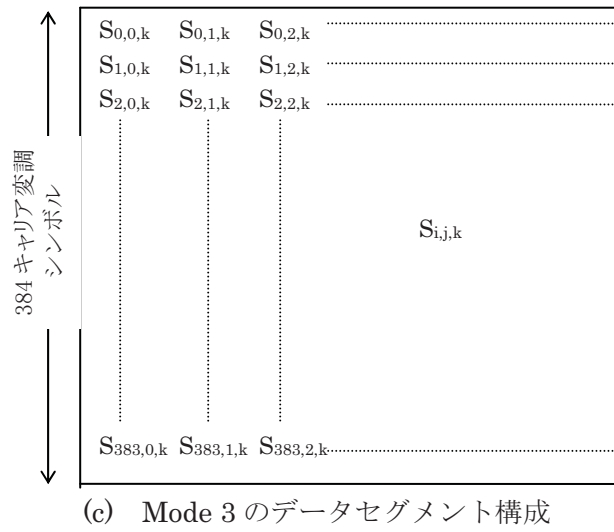 S0,0,k S0,1,k S0,2,k
S1,0,k S1,1,k S1,2,k
S2,0,k S2,1,k S2,2,k
384 キャリア変調
シンボル
Si,j,k
S383,0,k S383,1,k S383,2,k
(c) Mode 3 のデータセグメント構成